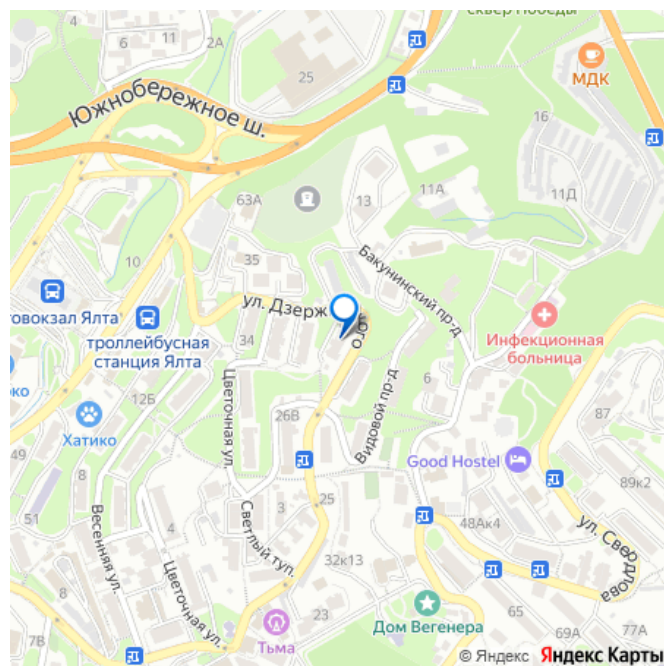 сквер Победы
6
4
11
2А
25
МДК
Южнобережное ш.
16
63А
13
11А
11Д
10
35
Бакунинский пр-д
ул. Дзерж
ого
товокзал Ялта
троллейбусная
станция Ялта
34
Инфекционная
больница
Цветочная ул.
Видовой пр-д
6
12Б
26В
87
Хатико
49
Good Hostel
89к2
8
51
4
25
48Ак4
ул. Свердлова
Весенняя ул.
Светлый туп.
3
32к13
Цветочная ул.
8
23
65
Тьма
Дом Вегенера
7В
8
69А
77А
© Яндекс Яндекс Карты